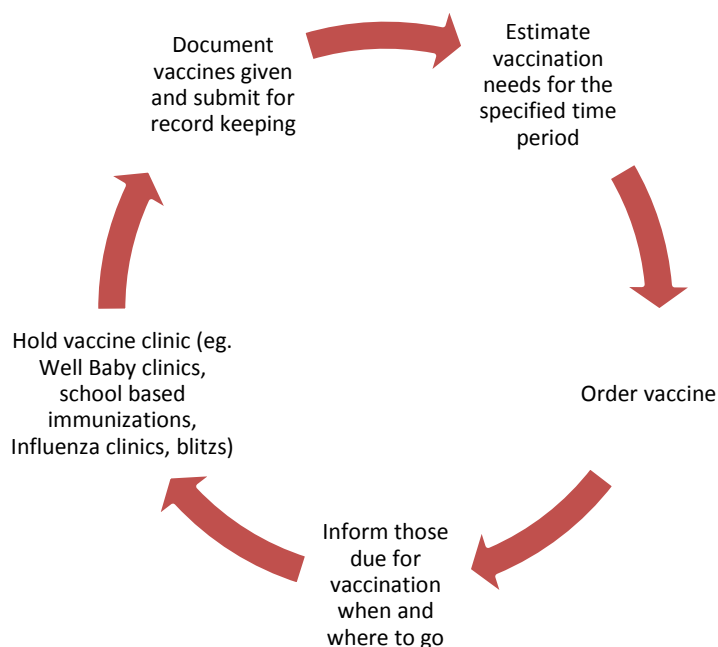 Document
vaccines given
and submit for
record keeping
Estimate
vaccination
needs for the
specified time
period
Order vaccine
Inform those
due for
vaccination
when and
where to go
Hold vaccine clinic (eg.
Well Baby clinics,
school based
immunizations,
Influenza clinics, blitzs)